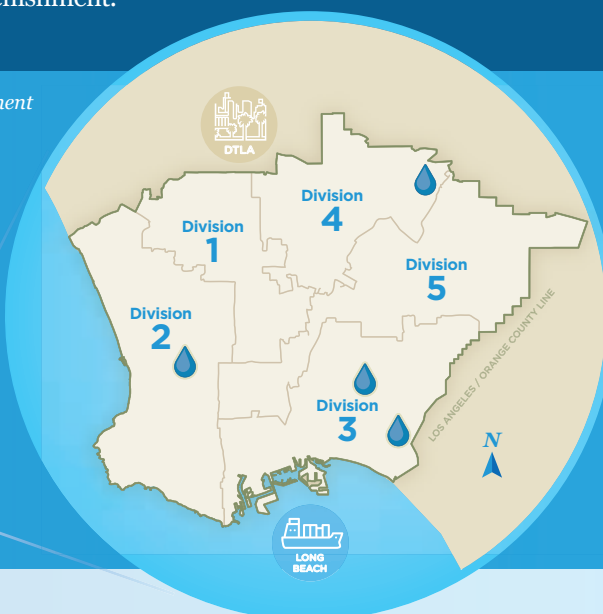 DTLA
Division
4
Division
1
Division
5
Division
2
Division
3
LOS ANGELES / ORANGE COUNTY LINE
N
LONG
BEACH